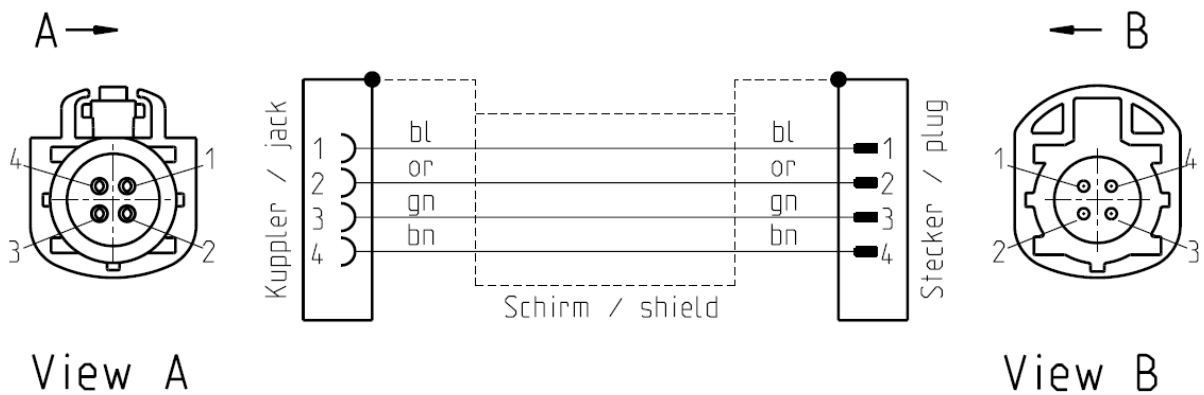 A
B
4
1
3
2
Kuppler / jack
1
2
3
4
bl
or
gn
bn
bl
or
gn
bn
1
2
3
4
Stecker / plug
Schirm / shield
1
4
2
3
View A
View B